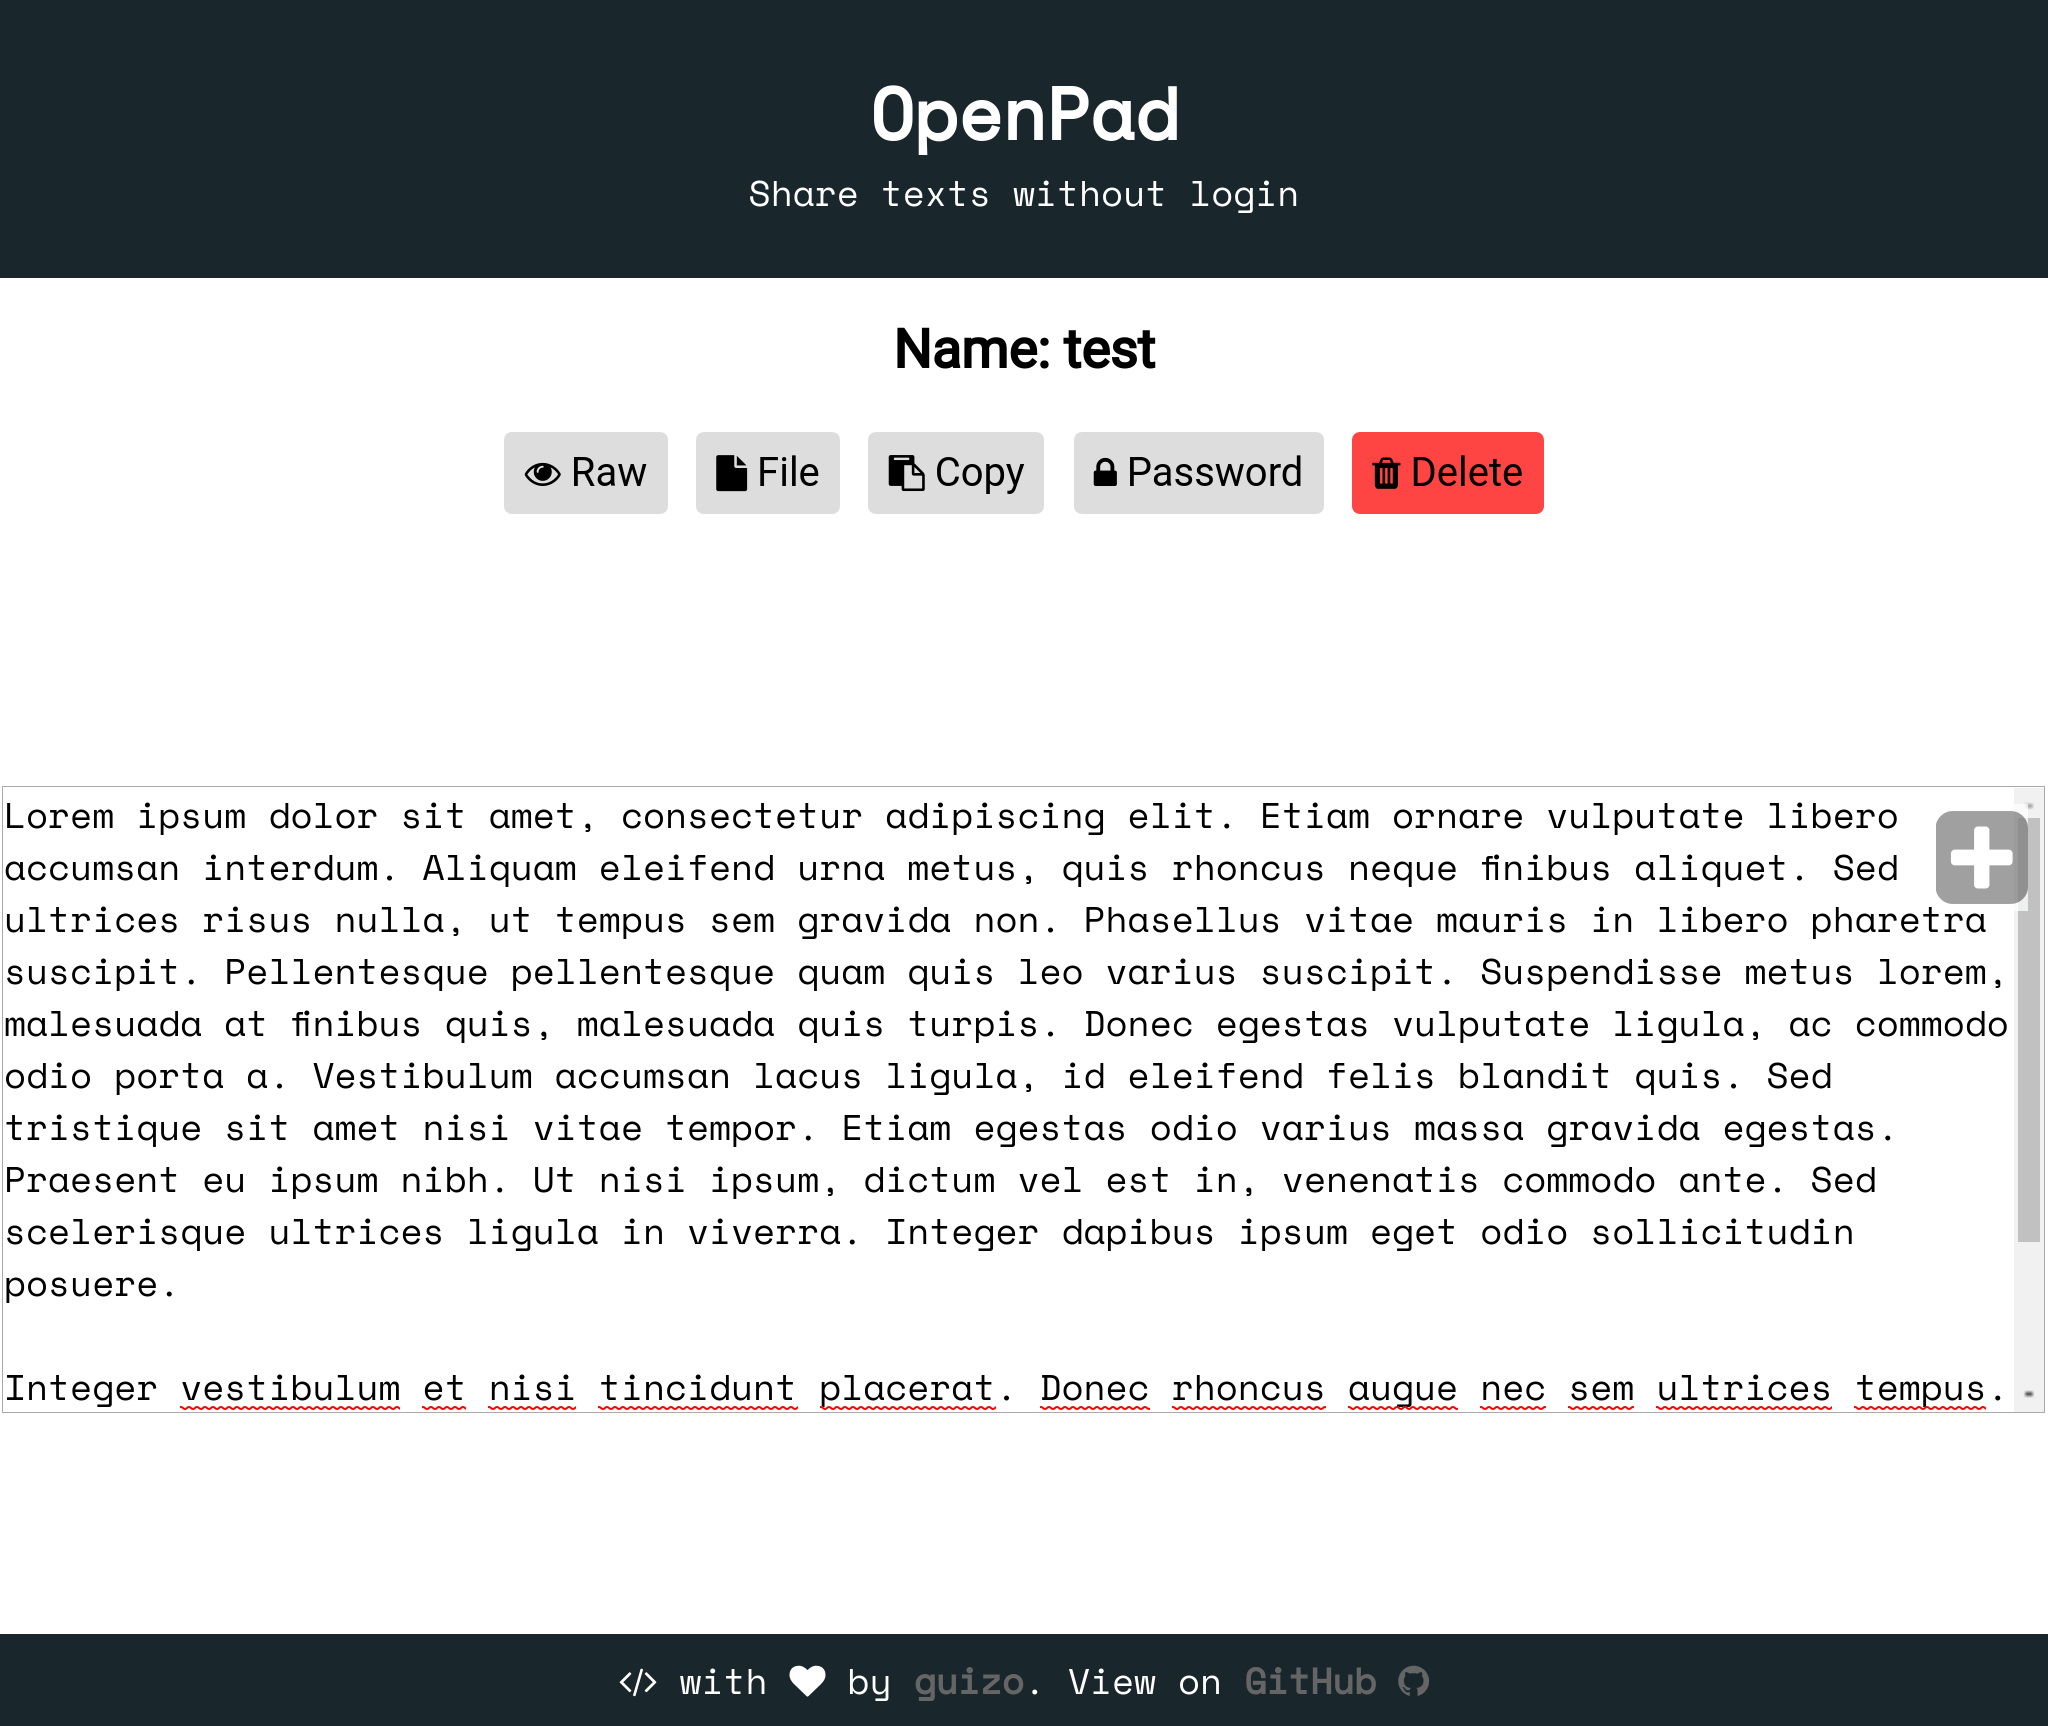 OpenPad
Share texts without login
Name: test
Raw File Copy Password Delete
Lorem ipsum dolor sit amet, consectetur adipiscing elit. Etiam ornare vulputate libero
accumsan interdum. Aliquam eleifend urna metus, quis rhoncus neque finibus aliquet. Sed
ultrices risus nulla, ut tempus sem gravida non. Phasellus vitae mauris in libero pharetra
suscipit. Pellentesque pellentesque quam quis leo varius suscipit. Suspendisse metus lorem,
malesuada at finibus quis, malesuada quis turpis. Donec egestas vulputate ligula, ac commodo
odio porta a. Vestibulum accumsan lacus ligula, id eleifend felis blandit quis. Sed
tristique sit amet nisi vitae tempor. Etiam egestas odio varius massa gravida egestas.
Praesent eu ipsum nibh. Ut nisi ipsum, dictum vel est in, venenatis commodo ante. Sed
scelerisque ultrices ligula in viverra. Integer dapibus ipsum eget odio sollicitudin
posuere.
Integer vestibulum et nisi tincidunt placerat. Donec rhoncus augue nec sem ultrices tempus.
</> with ♥ by guizo. View on GitHub